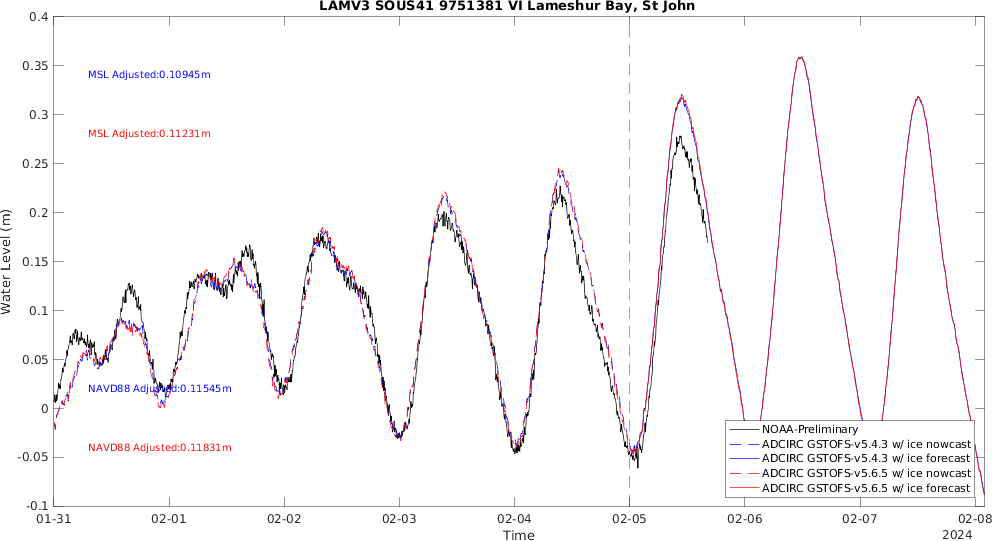 LAMV3 SOUS41 9751381 VI Lameshur Bay, St John
0.4
0.35
0.3
0.25
0.2
0.15
0.1
0.05
0
-0.05
-0.1
Water Level (m)
MSL Adjusted:0.10945m
MSL Adjusted:0.11231m
NAVD88 Adjusted:0.11545m
NAVD88 Adjusted:0.11831m
NOAA-Preliminary
ADCIRC GSTOFS-v5.4.3 w/ ice nowcast
ADCIRC GSTOFS-v5.4.3 w/ ice forecast
ADCIRC GSTOFS-v5.6.5 w/ ice nowcast
ADCIRC GSTOFS-v5.6.5 w/ ice forecast
01-31 02-01 02-02 02-03 02-04 02-05 02-06 02-07 02-08
Time
2024